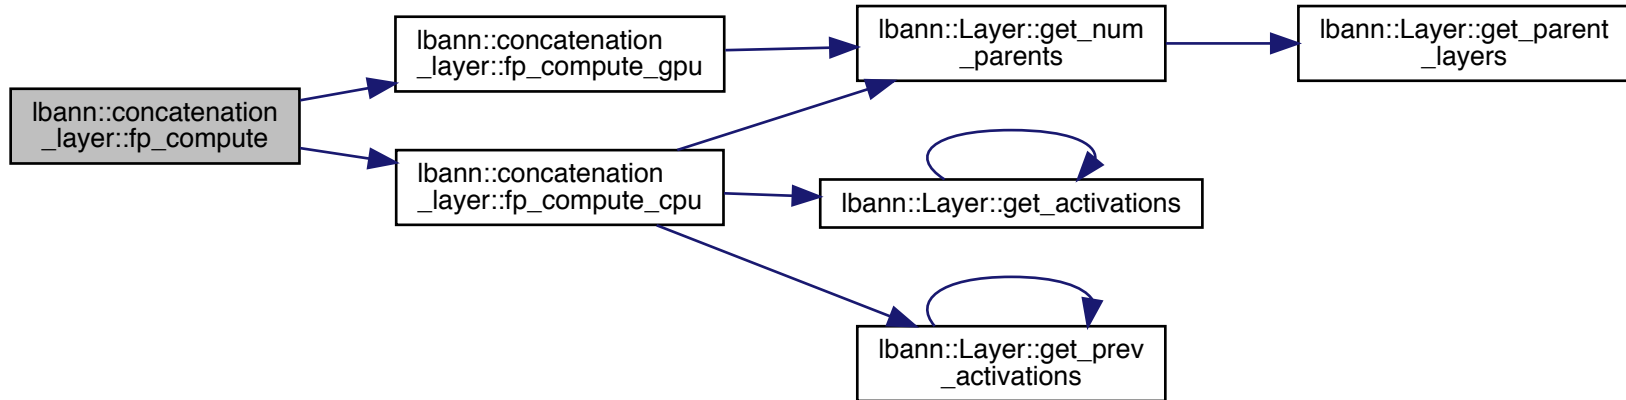 lbann::concatenation
_layer::fp_compute
lbann::concatenation
_layer::fp_compute_gpu
lbann::concatenation
_layer::fp_compute_cpu
lbann::Layer::get_num
_parents
lbann::Layer::get_parent
_layers
lbann::Layer::get_activations
lbann::Layer::get_prev
_activations